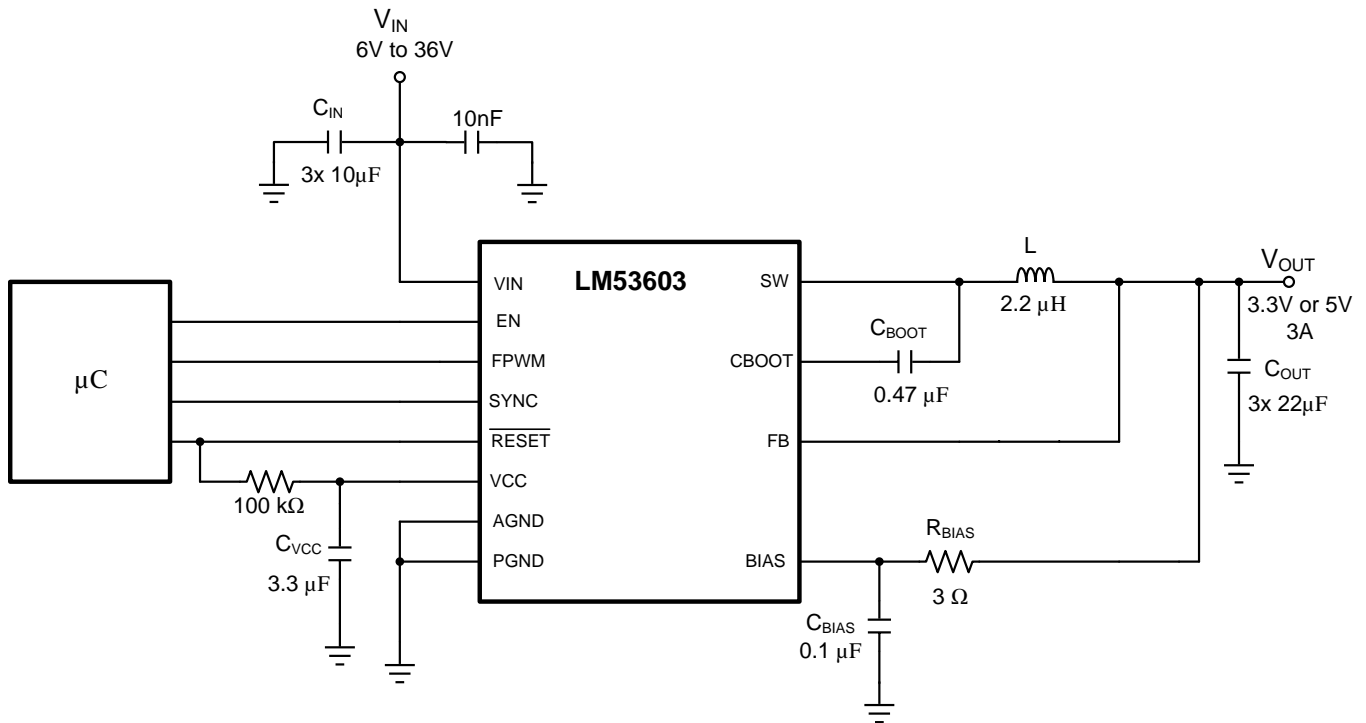 VIN
6V to 36V
CIN
10nF
3x 10µF
LM53603
µC
VIN
EN
FPWM
SYNC
RESET
VCC
AGND
PGND
SW
CBOOT
FB
BIAS
L
2.2 µH
CBOOT
0.47 µF
VOUT
3.3V or 5V
3A
COUT
3x 22µF
100 kΩ
CVCC
3.3 µF
RBIAS
3 Ω
CBIAS
0.1 µF